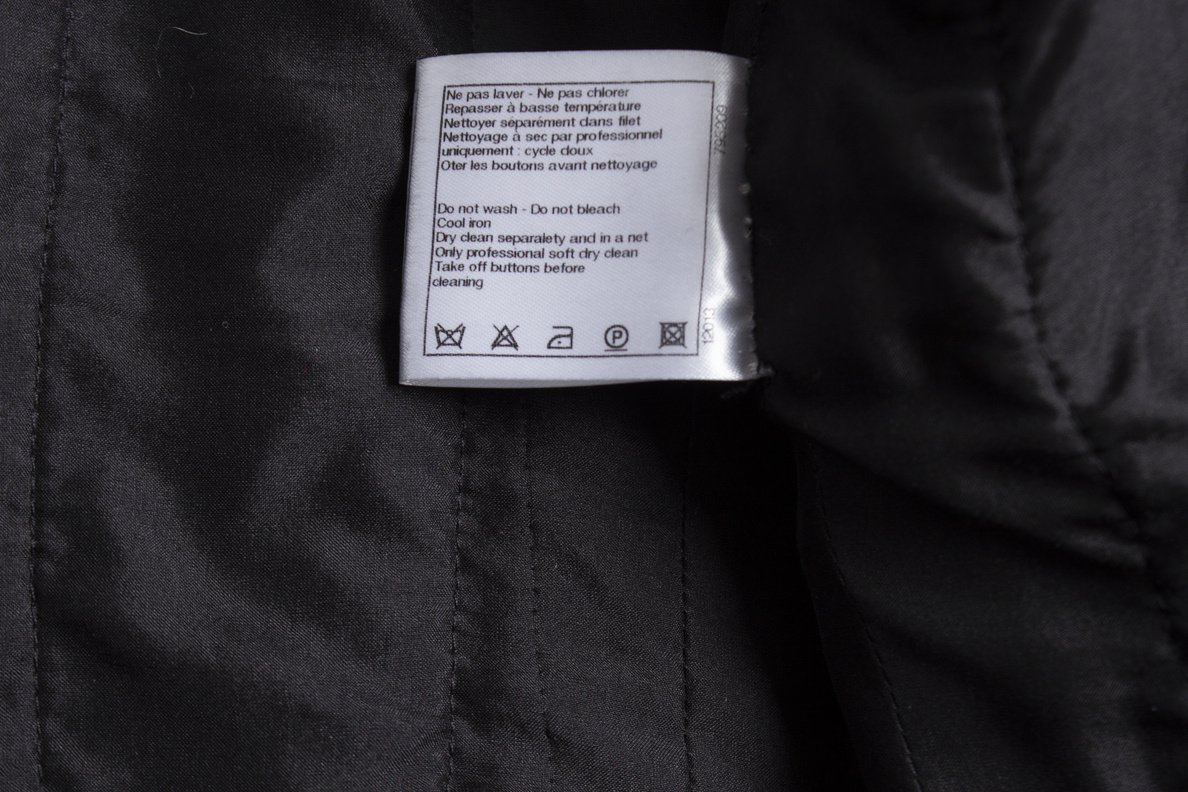 Ne pas laver - Ne pas chlorer
Repasser à basse température
Nettoyer séparément dans filet
Nettoyage à sec par professionnel
uniquement : cycle doux
Oter les boutons avant nettoyage
Do not wash - Do not bleach
Cool iron
Dry clean separalety and in a net
Only professional soft dry clean
Take off buttons before
cleaning
P
12013